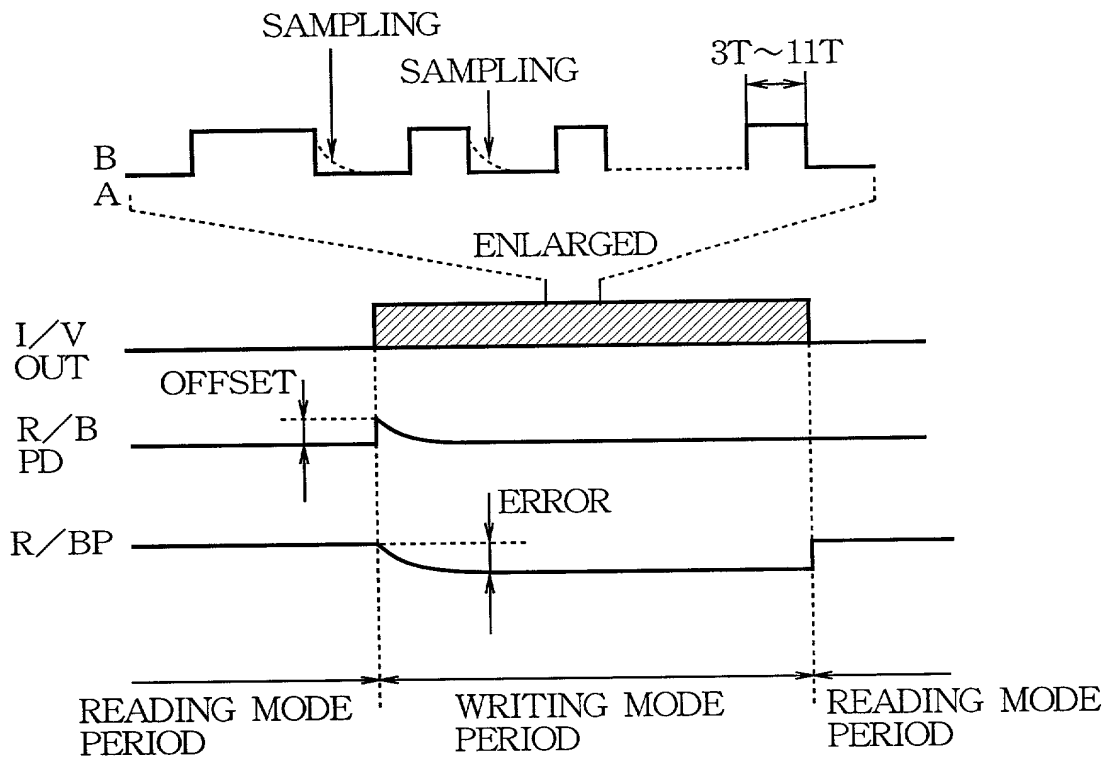 SAMPLING
SAMPLING
3T～11T
B
A
ENLARGED
I／V
OUT
OFFSET
R／B
PD
ERROR
R／BP
READING MODE
PERIOD
WRITING MODE
PERIOD
READING MODE
PERIOD